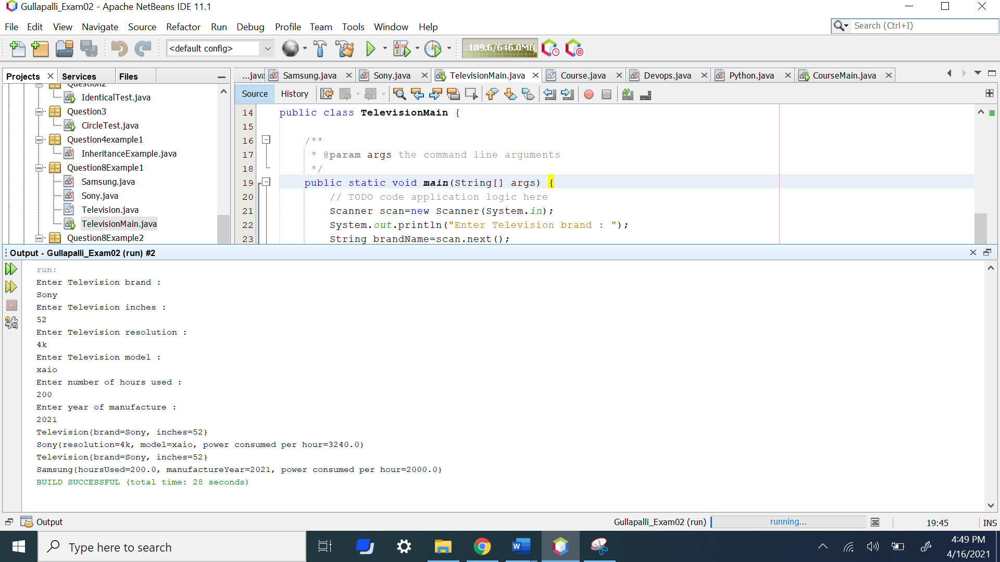 Gullapalli_Exam02 - Apache NetBeans IDE 11.1
File Edit View Navigate Source Refactor Run Debug Profile Team Tools Window Help
Search (Ctrl+I)
<default config>
189.6/646.0MB
Projects Services Files
...java Samsung.java Sony.java TelevisionMain.java Course.java Devops.java Python.java CourseMain.java
Source History
Question2
IdenticalTest.java
Question3
CircleTest.java
Question4example1
InheritanceExample.java
Question8Example1
Samsung.java
Sony.java
Television.java
TelevisionMain.java
Question8Example2
14 public class TelevisionMain {
15
16 /**
17 * @param args the command line arguments
18 */
19 public static void main(String[] args) {
20 // TODO code application logic here
21 Scanner scan=new Scanner(System.in);
22 System.out.println("Enter Television brand : ");
23 String brandName=scan.next();
Output - Gullapalli_Exam02 (run) #2
run:
Enter Television brand :
Sony
Enter Television inches :
52
Enter Television resolution :
4k
Enter Television model :
xaio
Enter number of hours used :
200
Enter year of manufacture :
2021
Television{brand=Sony, inches=52}
Sony{resolution=4k, model=xaio, power consumed per hour=3240.0}
Television{brand=Sony, inches=52}
Samsung{hoursUsed=200.0, manufactureYear=2021, power consumed per hour=2000.0}
BUILD SUCCESSFUL (total time: 28 seconds)
Output
Gullapalli_Exam02 (run) running... 19:45 INS
Type here to search
4:49 PM
4/16/2021